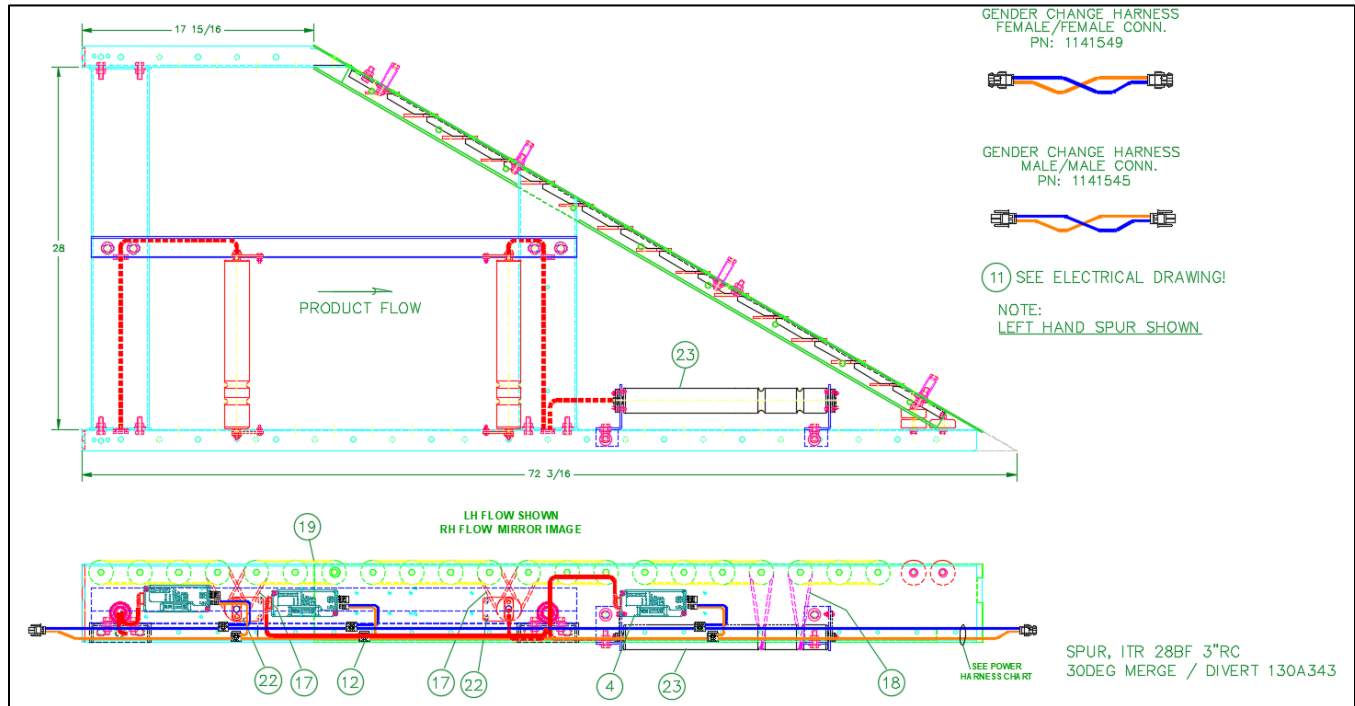 17 15/16
GENDER CHANGE HARNESS
FEMALE/FEMALE CONN.
PN: 1141549
GENDER CHANGE HARNESS
MALE/MALE CONN.
PN: 1141545
28
11 SEE ELECTRICAL DRAWING!
NOTE:
LEFT HAND SPUR SHOWN
PRODUCT FLOW
23
72 3/16
LH FLOW SHOWN
RH FLOW MIRROR IMAGE
19
22
17
12
17
22
4
23
18
SEE POWER
HARNESS CHART
SPUR, ITR 28BF 3"RC
30DEG MERGE / DIVERT 130A343